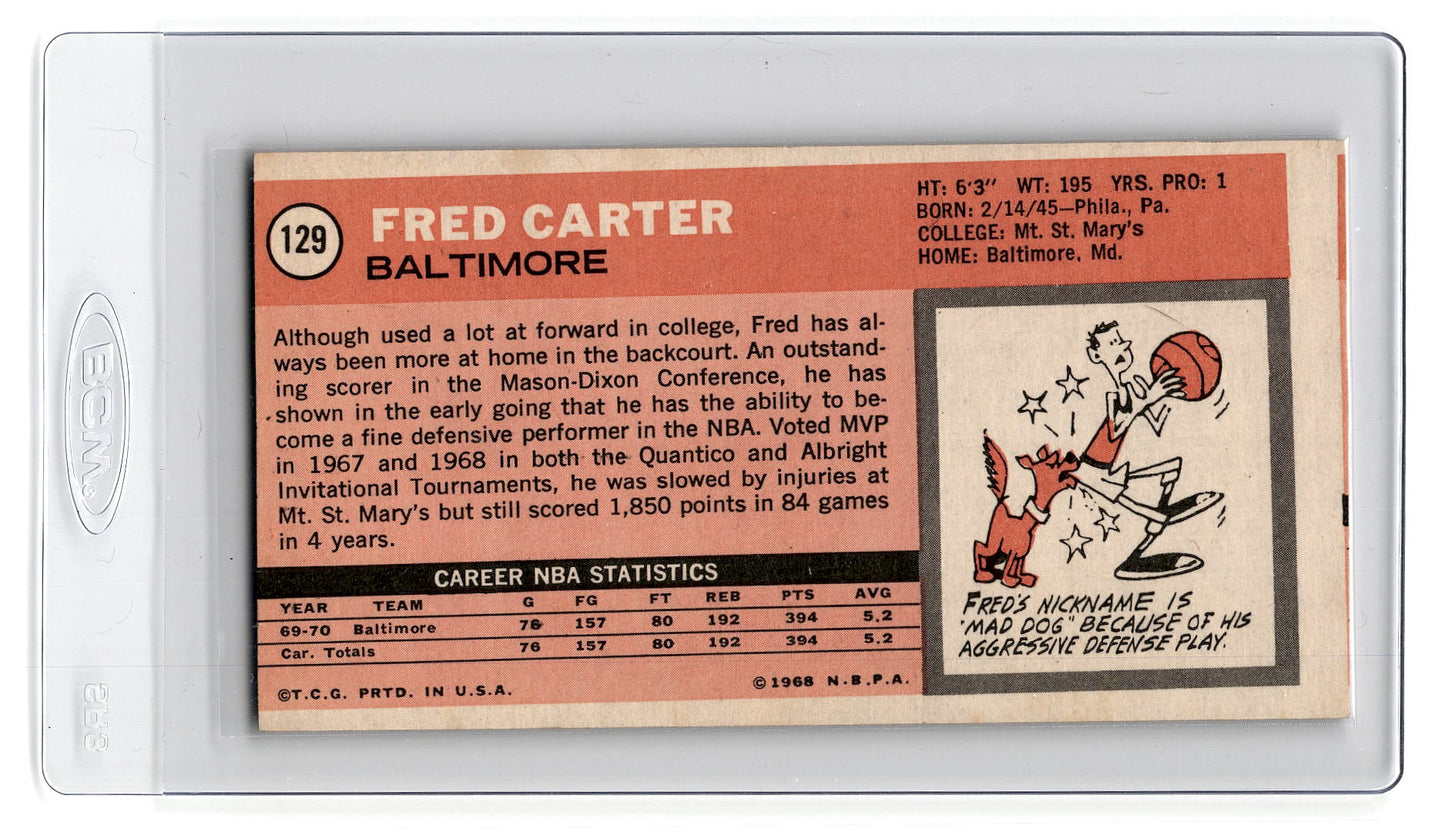 129
FRED CARTER
BALTIMORE
HT: 6'3" WT: 195 YRS. PRO: 1
BORN: 2/14/45—Phila., Pa.
COLLEGE: Mt. St. Mary's
HOME: Baltimore, Md.
Although used a lot at forward in college, Fred has al-
ways been more at home in the backcourt. An outstand-
ing scorer in the Mason-Dixon Conference, he has
shown in the early going that he has the ability to be-
come a fine defensive performer in the NBA. Voted MVP
in 1967 and 1968 in both the Quantico and Albright
Invitational Tournaments, he was slowed by injuries at
Mt. St. Mary's but still scored 1,850 points in 84 games
in 4 years.
CAREER NBA STATISTICS
YEAR TEAM G FG FT REB PTS AVG
69-70 Baltimore 76 157 80 192 394 5.2
Car. Totals 76 157 80 192 394 5.2
©T.C.G. PRTD. IN U.S.A. ©1968 N.B.P.A.
FRED'S NICKNAME IS
"MAD DOG" BECAUSE OF HIS
AGGRESSIVE DEFENSE PLAY.
BCW®